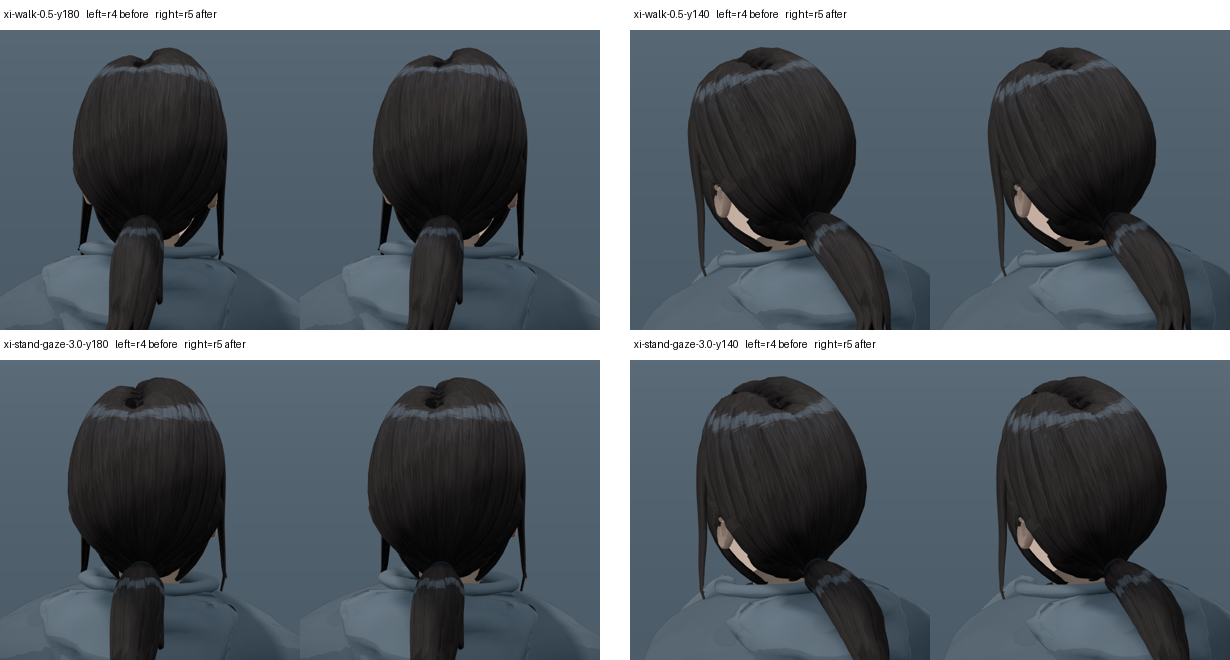 xi-walk-0.5-y180 left=r4 before right=r5 after
xi-walk-0.5-y140 left=r4 before right=r5 after
xi-stand-gaze-3.0-y180 left=r4 before right=r5 after
xi-stand-gaze-3.0-y140 left=r4 before right=r5 after